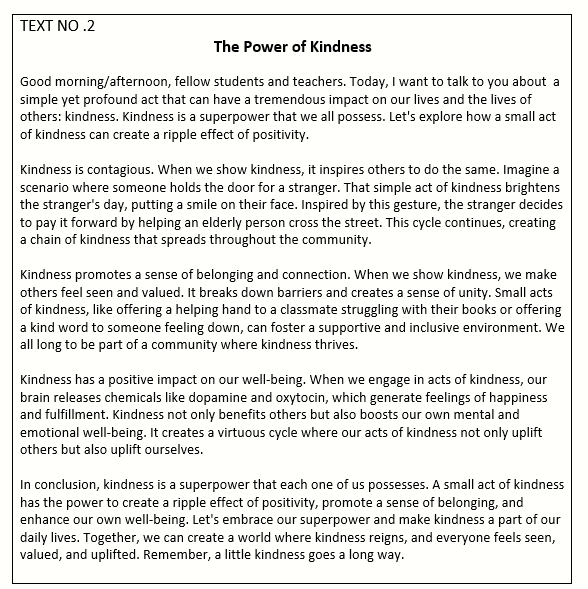 TEXT NO .2
The Power of Kindness
Good morning/afternoon, fellow students and teachers. Today, I want to talk to you about  a
simple yet profound act that can have a tremendous impact on our lives and the lives of
others: kindness. Kindness is a superpower that we all possess. Let's explore how a small act
of kindness can create a ripple effect of positivity.
Kindness is contagious. When we show kindness, it inspires others to do the same. Imagine a
scenario where someone holds the door for a stranger. That simple act of kindness brightens
the stranger's day, putting a smile on their face. Inspired by this gesture, the stranger decides
to pay it forward by helping an elderly person cross the street. This cycle continues, creating
a chain of kindness that spreads throughout the community.
Kindness promotes a sense of belonging and connection. When we show kindness, we make
others feel seen and valued. It breaks down barriers and creates a sense of unity. Small acts
of kindness, like offering a helping hand to a classmate struggling with their books or offering
a kind word to someone feeling down, can foster a supportive and inclusive environment. We
all long to be part of a community where kindness thrives.
Kindness has a positive impact on our well-being. When we engage in acts of kindness, our
brain releases chemicals like dopamine and oxytocin, which generate feelings of happiness
and fulfillment. Kindness not only benefits others but also boosts our own mental and
emotional well-being. It creates a virtuous cycle where our acts of kindness not only uplift
others but also uplift ourselves.
In conclusion, kindness is a superpower that each one of us possesses. A small act of kindness
has the power to create a ripple effect of positivity, promote a sense of belonging, and
enhance our own well-being. Let's embrace our superpower and make kindness a part of our
daily lives. Together, we can create a world where kindness reigns, and everyone feels seen,
valued, and uplifted. Remember, a little kindness goes a long way.